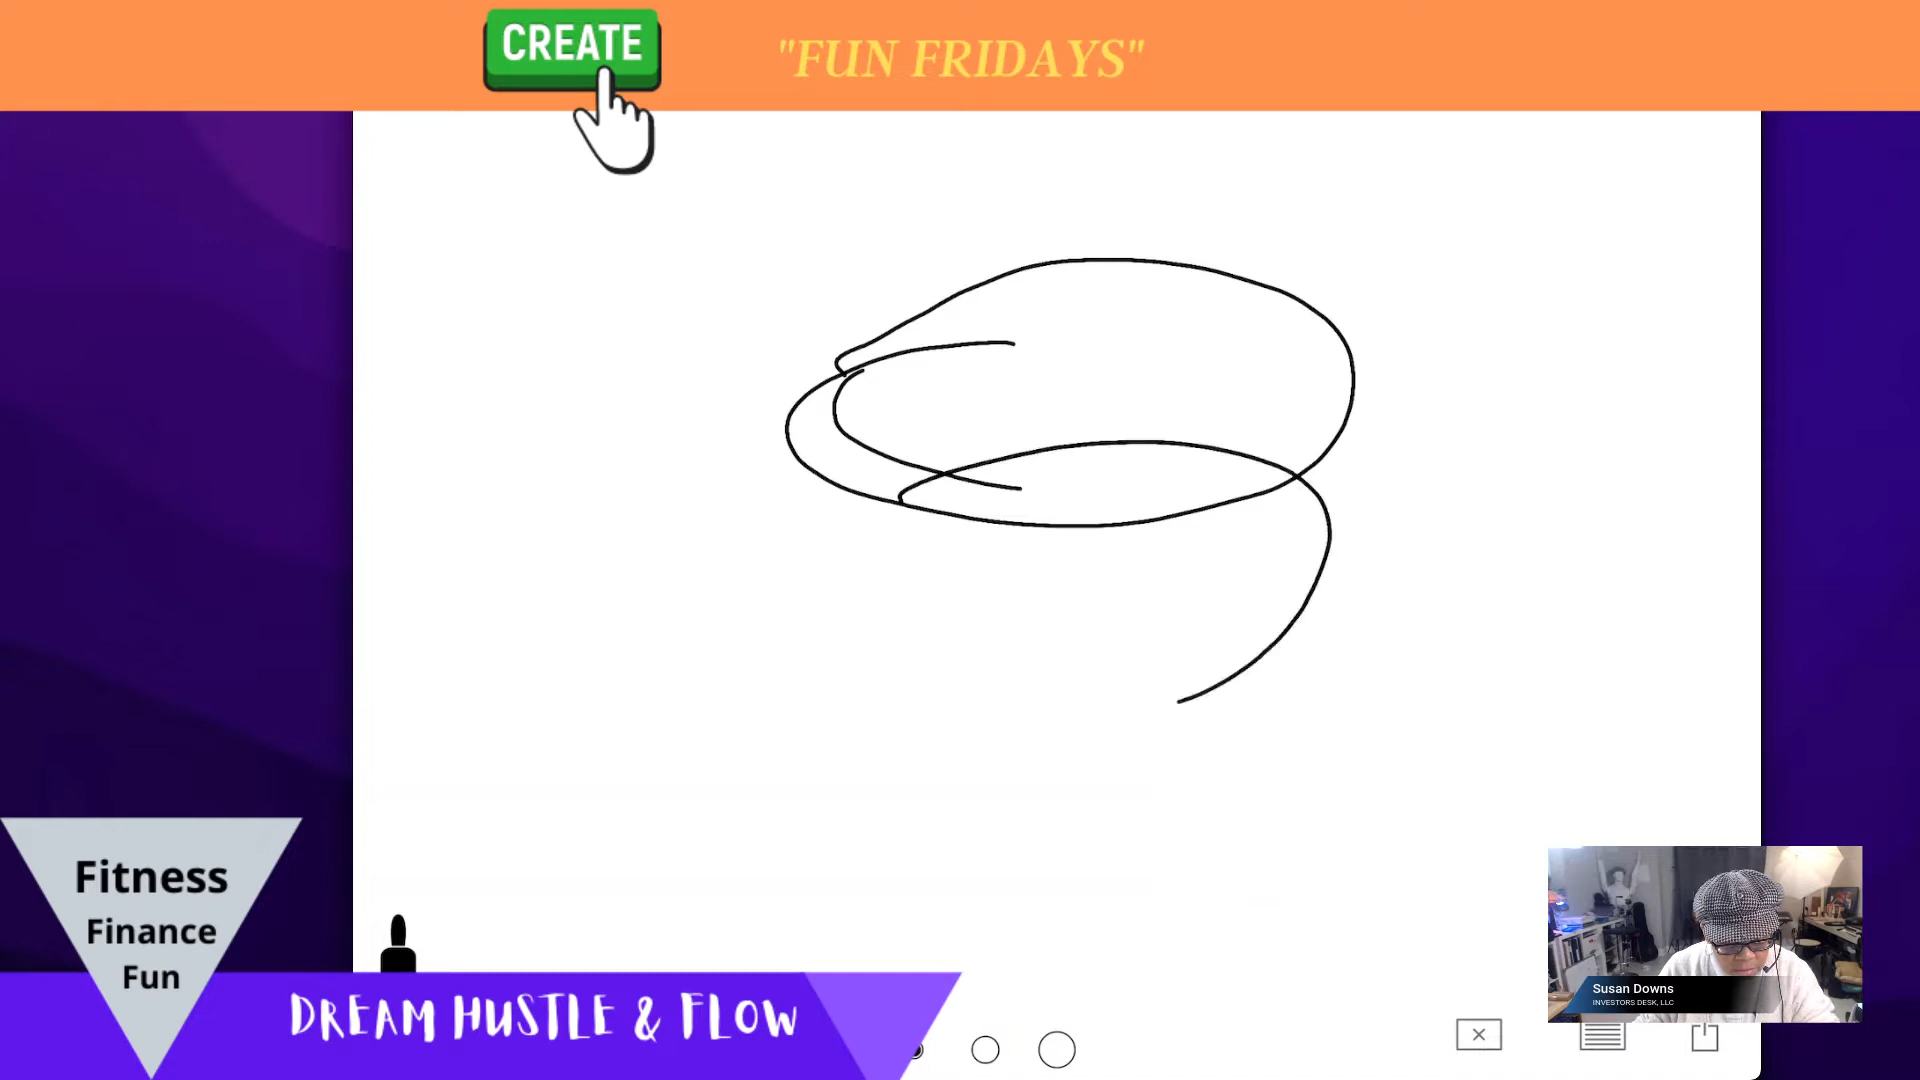 CREATE
"FUN FRIDAYS"
Fitness
Finance
Fun
DREAM HUSTLE & FLOW
Susan Downs
INVESTORS DESK, LLC